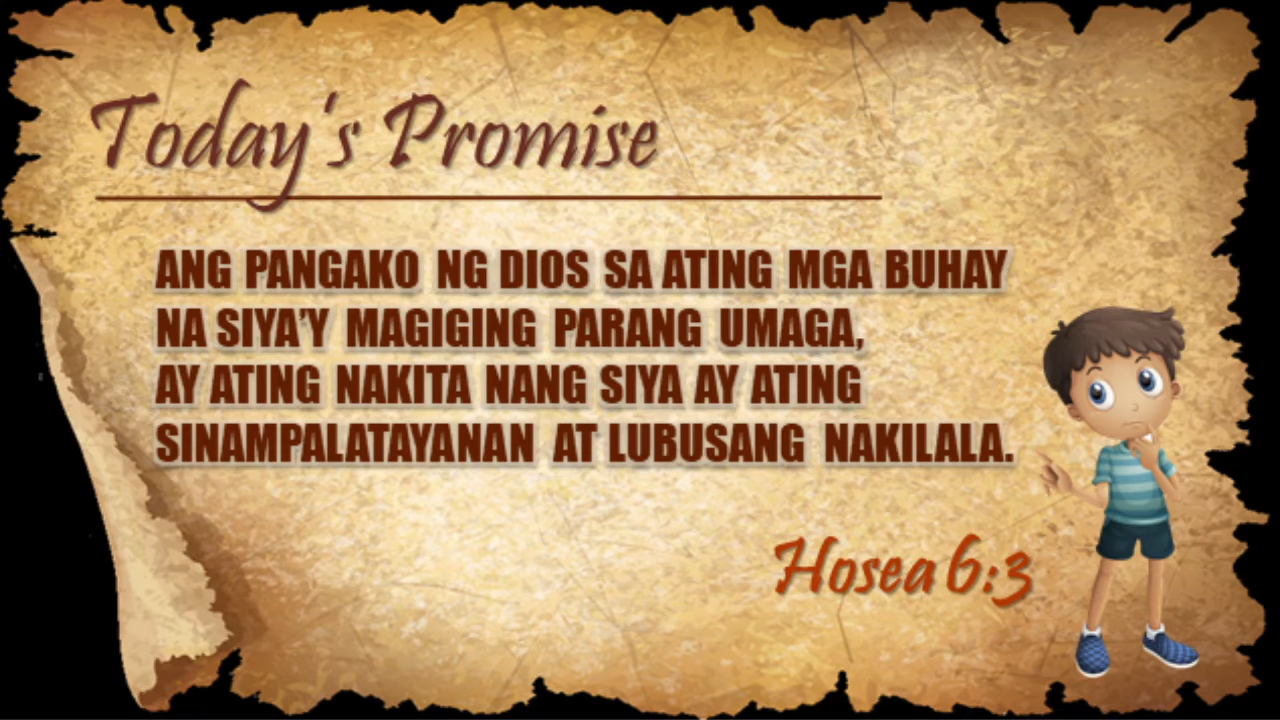 Today's Promise
ANG PANGAKO NG DIOS SA ATING MGA BUHAY
NA SIYA'Y MAGIGING PARANG UMAGA,
AY ATING NAKITA NANG SIYA AY ATING
SINAMPALATAYANAN AT LUBUSANG NAKILALA.
Hosea 6:3